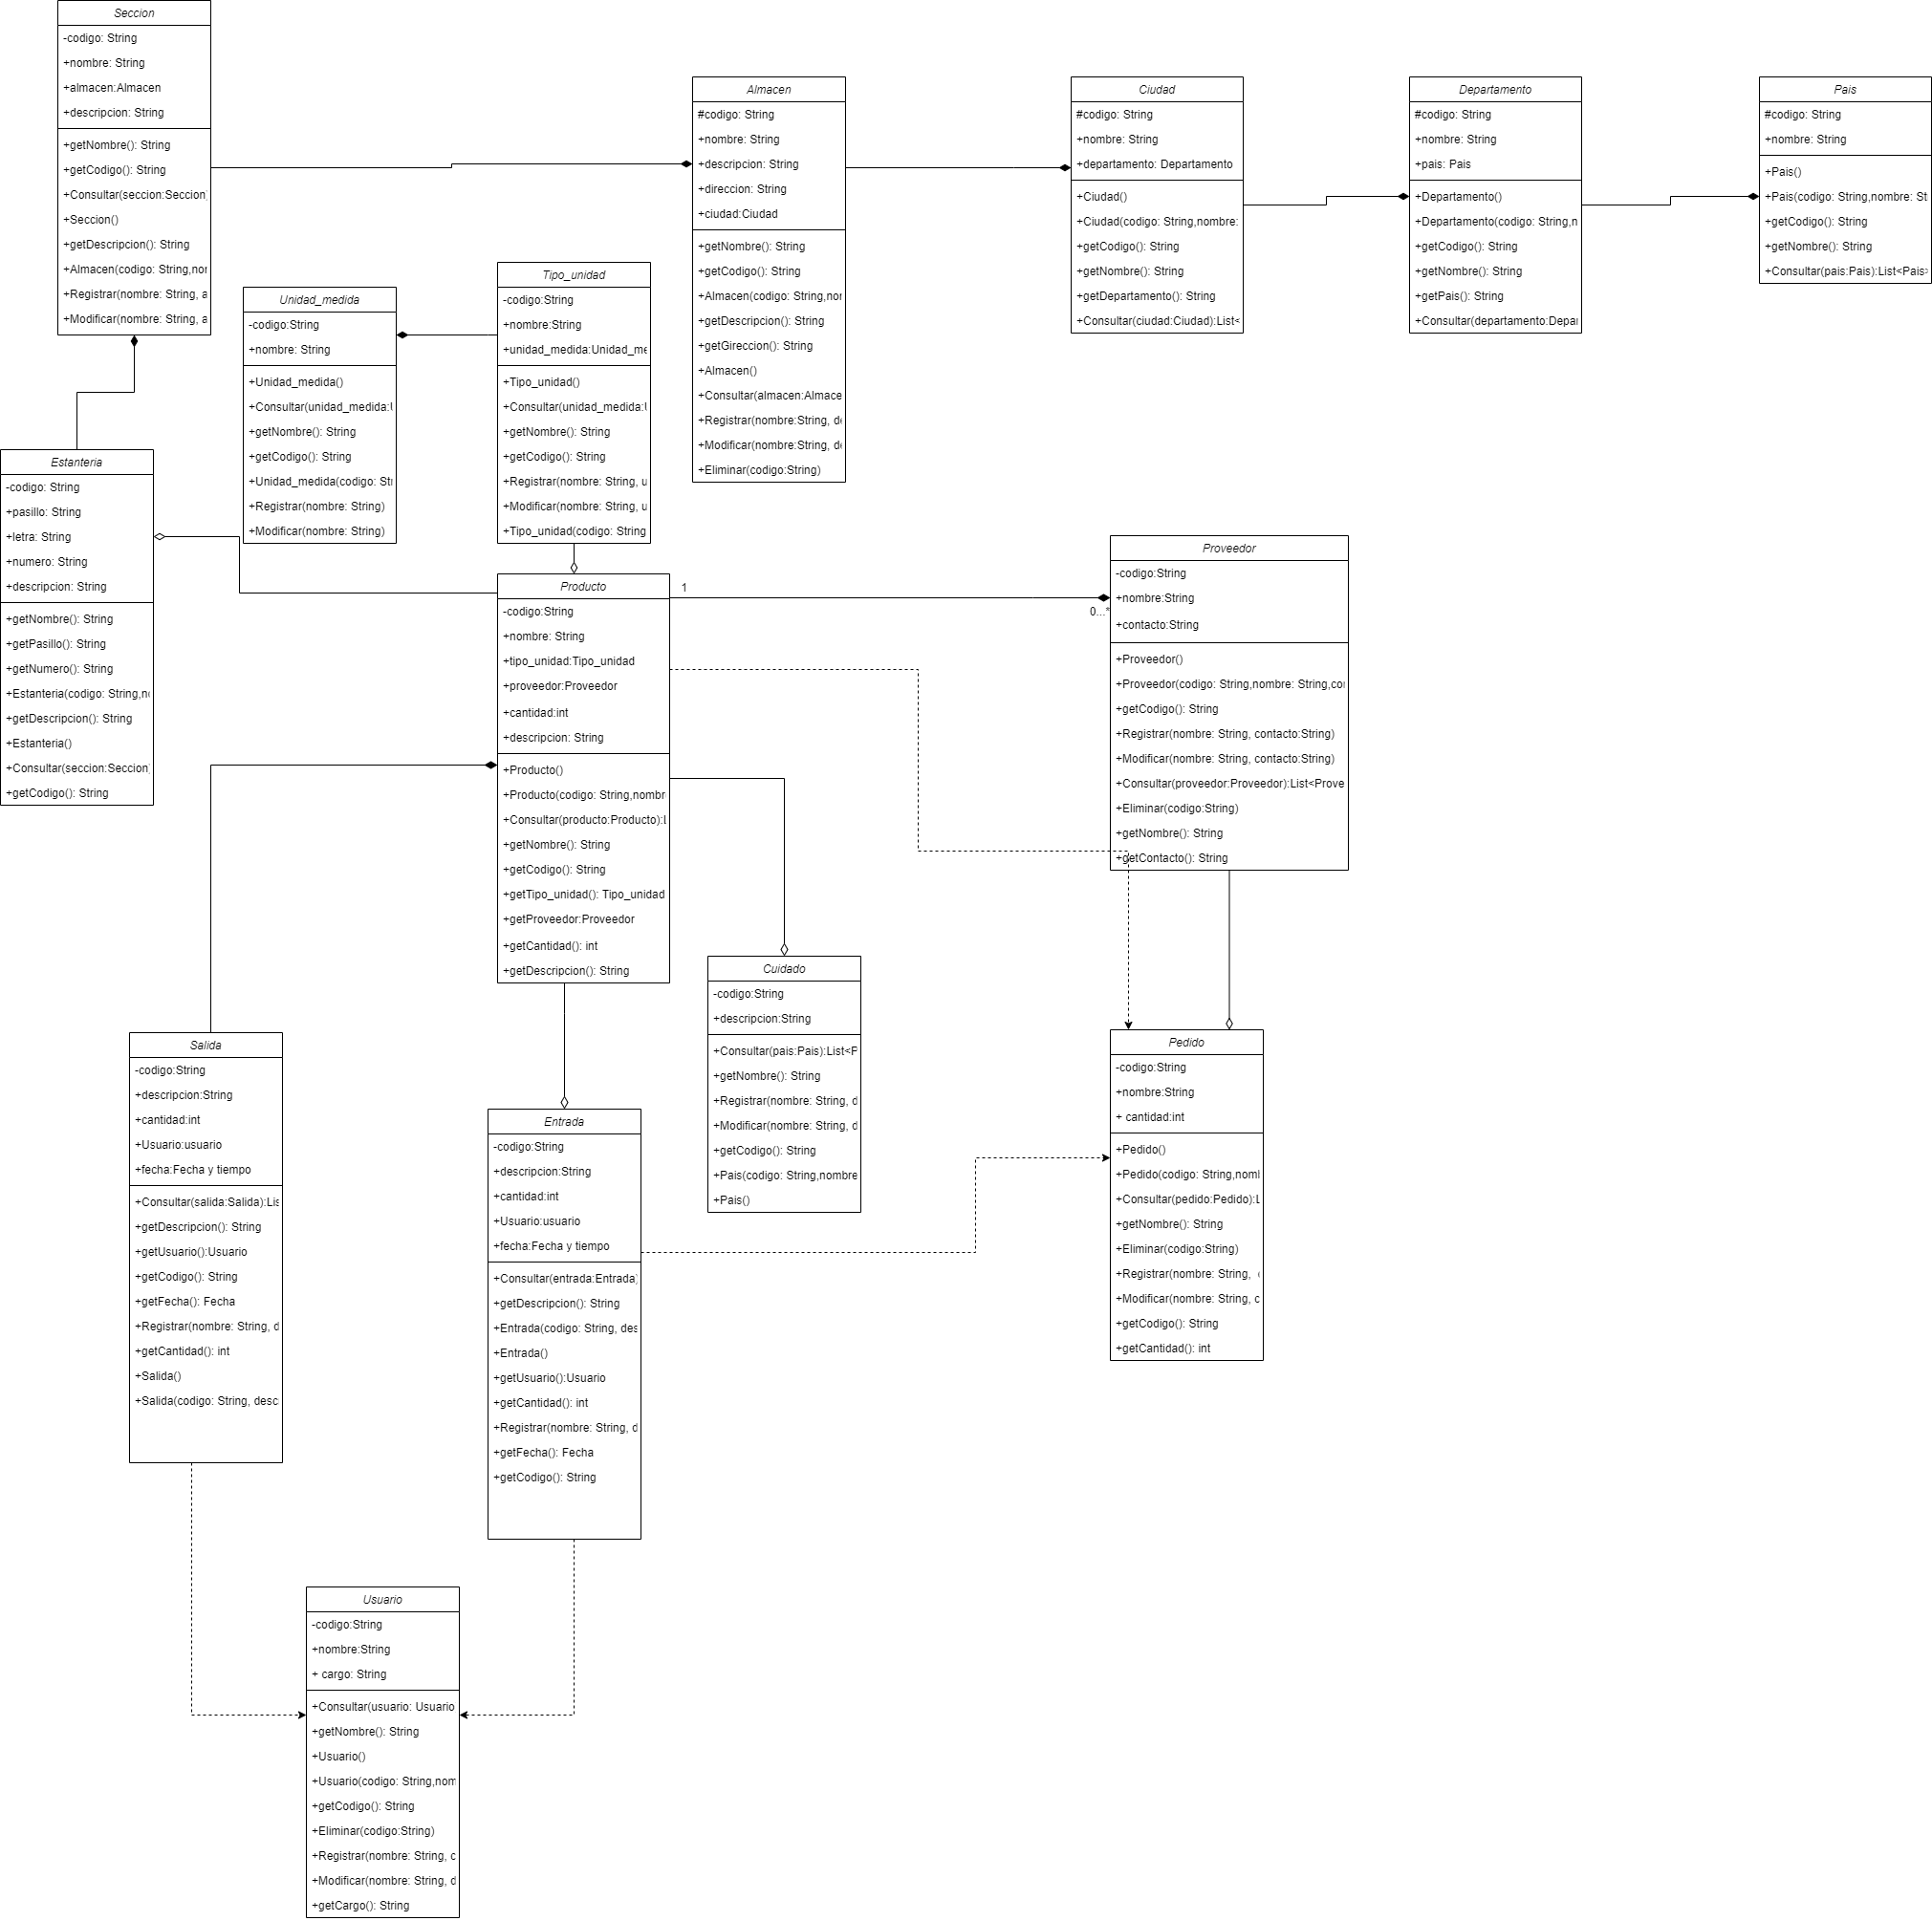 Seccion
-codigo: String
+nombre: String
+almacen:Almacen
+descripcion: String
+getNombre(): String
+getCodigo(): String
+Consultar(seccion:Seccion
+Seccion()
+getDescripcion(): String
+Almacen(codigo: String,nor
+Registrar(nombre: String, a
+Modificar(nombre: String, a
Almacen
#codigo: String
+nombre: String
+descripcion: String
+direccion: String
+ciudad:Ciudad
+getNombre(): String
+getCodigo(): String
+Almacen(codigo: String,nor
+getDescripcion(): String
+getGireccion(): String
+Almacen()
+Consultar(almacen:Almace
+Registrar(nombre:String, de
+Modificar(nombre:String, de
+Eliminar(codigo:String)
Ciudad
#codigo: String
+nombre: String
+departamento: Departamento
+Ciudad()
+Ciudad(codigo: String,nombre:
+getCodigo(): String
+getNombre(): String
+getDepartamento(): String
+Consultar(ciudad:Ciudad):List<
Departamento
#codigo: String
+nombre: String
+pais: Pais
+Departamento()
+Departamento(codigo: String,n
+getCodigo(): String
+getNombre(): String
+getPais(): String
+Consultar(departamento:Depar
Pais
#codigo: String
+nombre: String
+Pais()
+Pais(codigo: String,nombre: St
+getCodigo(): String
+getNombre(): String
+Consultar(pais:Pais):List<Pais>
Unidad_medida
-codigo:String
+nombre: String
+Unidad_medida()
+Consultar(unidad_medida:U
+getNombre(): String
+getCodigo(): String
+Unidad_medida(codigo: Stri
+Registrar(nombre: String)
+Modificar(nombre: String)
Tipo_unidad
-codigo:String
+nombre:String
+unidad_medida:Unidad_me
+Tipo_unidad()
+Consultar(unidad_medida:U
+getNombre(): String
+getCodigo(): String
+Registrar(nombre: String, u
+Modificar(nombre: String, u
+Tipo_unidad(codigo: String
Estanteria
-codigo: String
+pasillo: String
+letra: String
+numero: String
+descripcion: String
+getNombre(): String
+getPasillo(): String
+getNumero(): String
+Estanteria(codigo: String,no
+getDescripcion(): String
+Estanteria()
+Consultar(seccion:Seccion)
+getCodigo(): String
Producto
-codigo:String
+nombre: String
+tipo_unidad:Tipo_unidad
+proveedor:Proveedor
+cantidad:int
+descripcion: String
+Producto()
+Producto(codigo: String,nombr
+Consultar(producto:Producto):L
+getNombre(): String
+getCodigo(): String
+getTipo_unidad(): Tipo_unidad
+getProveedor:Proveedor
+getCantidad(): int
+getDescripcion(): String
1
0...*
Proveedor
-codigo:String
+nombre:String
+contacto:String
+Proveedor()
+Proveedor(codigo: String,nombre: String,con
+getCodigo(): String
+Registrar(nombre: String, contacto:String)
+Modificar(nombre: String, contacto:String)
+Consultar(proveedor:Proveedor):List<Prove
+Eliminar(codigo:String)
+getNombre(): String
+getContacto(): String
Cuidado
-codigo:String
+descripcion:String
+Consultar(pais:Pais):List<P
+getNombre(): String
+Registrar(nombre: String, d
+Modificar(nombre: String, d
+getCodigo(): String
+Pais(codigo: String,nombre
+Pais()
Salida
-codigo:String
+descripcion:String
+cantidad:int
+Usuario:usuario
+fecha:Fecha y tiempo
+Consultar(salida:Salida):Lis
+getDescripcion(): String
+getUsuario():Usuario
+getCodigo(): String
+getFecha(): Fecha
+Registrar(nombre: String, d
+getCantidad(): int
+Salida()
+Salida(codigo: String, desc
Entrada
-codigo:String
+descripcion:String
+cantidad:int
+Usuario:usuario
+fecha:Fecha y tiempo
+Consultar(entrada:Entrada)
+getDescripcion(): String
+Entrada(codigo: String, des
+Entrada()
+getUsuario():Usuario
+getCantidad(): int
+Registrar(nombre: String, d
+getFecha(): Fecha
+getCodigo(): String
Pedido
-codigo:String
+nombre:String
+ cantidad:int
+Pedido()
+Pedido(codigo: String,noml
+Consultar(pedido:Pedido):L
+getNombre(): String
+Eliminar(codigo:String)
+Registrar(nombre: String, c
+Modificar(nombre: String, c
+getCodigo(): String
+getCantidad(): int
Usuario
-codigo:String
+nombre:String
+ cargo: String
+Consultar(usuario: Usuario
+getNombre(): String
+Usuario()
+Usuario(codigo: String,nom
+getCodigo(): String
+Eliminar(codigo:String)
+Registrar(nombre: String, c
+Modificar(nombre: String, d
+getCargo(): String